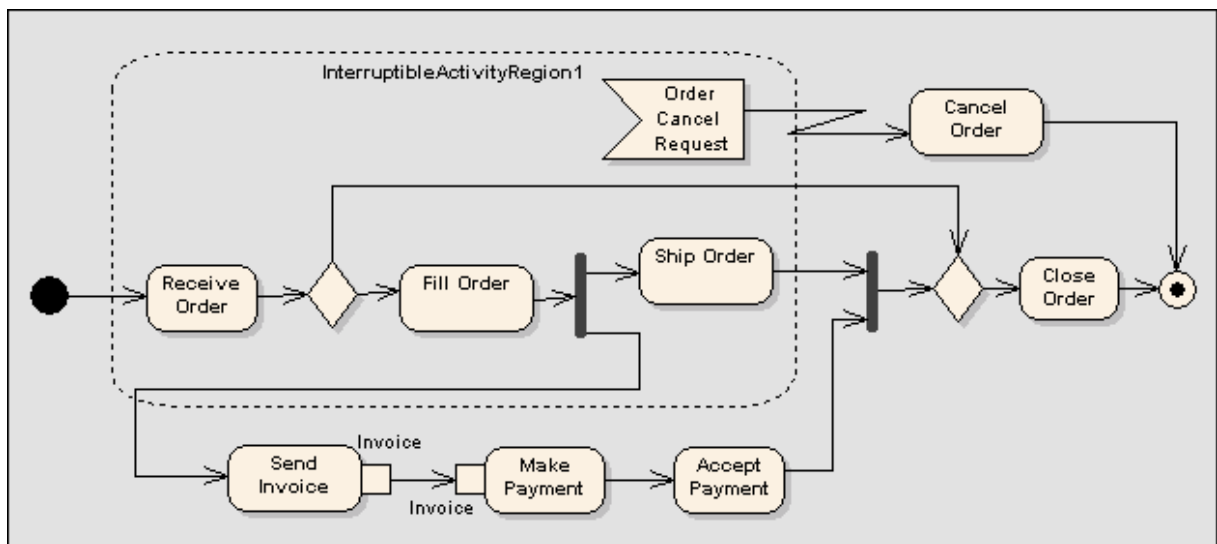 InterruptibleActivityRegion1
Order
Cancel
Request
Cancel
Order
Receive
Order
Fill Order
Ship Order
Close
Order
Send
Invoice
Invoice
Invoice
Make
Payment
Accept
Payment